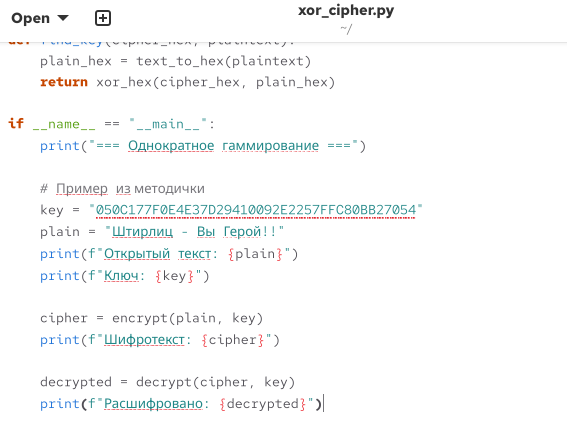 Open
xor_cipher.py
~/
def find_key(cipher_hex, plaintext):
    plain_hex = text_to_hex(plaintext)
    return xor_hex(cipher_hex, plain_hex)

if __name__ == "__main__":
    print("=== Однократное гаммирование ===")

    # Пример из методички
    key = "050C177F0E4E37D29410092E2257FFC80BB27054"
    plain = "Штирлиц - Вы Герой!!"
    print(f"Открытый текст: {plain}")
    print(f"Ключ: {key}")

    cipher = encrypt(plain, key)
    print(f"Шифротекст: {cipher}")

    decrypted = decrypt(cipher, key)
    print(f"Расшифровано: {decrypted}")